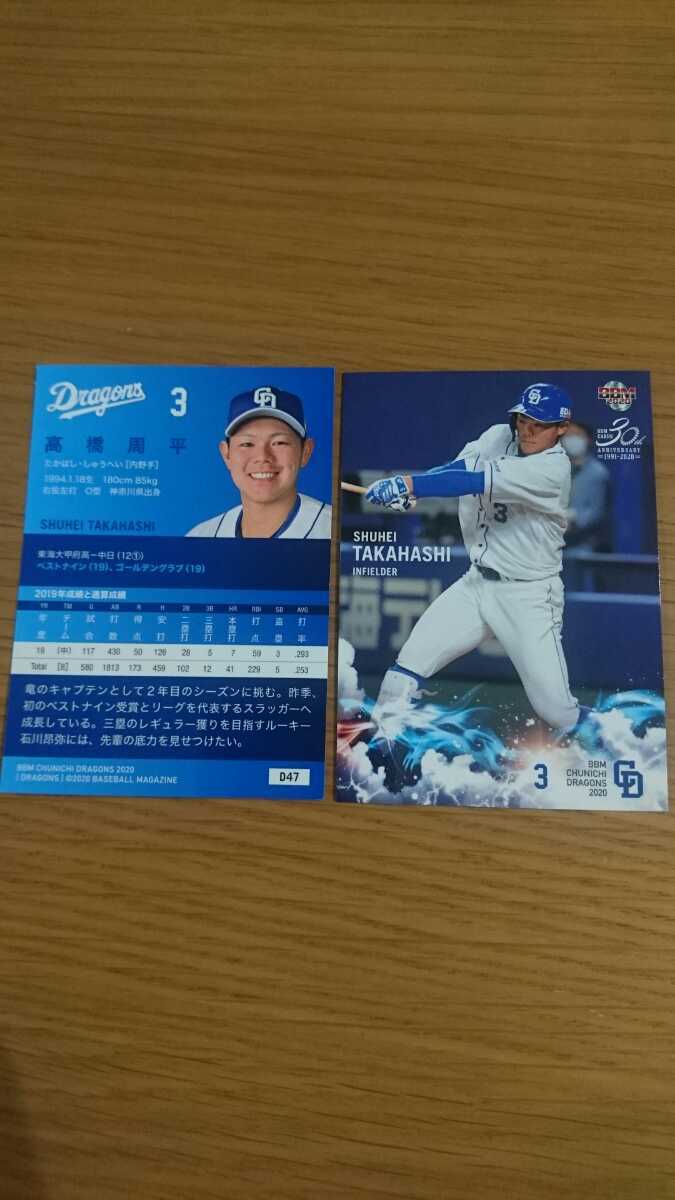 Dragons 3
高橋周平
たかはし・しゅうへい [内野手]
1994.1.18生 180cm 85kg
右投左打 O型 神奈川県出身
SHUHEI TAKAHASHI
東海大甲府高ー中日 (12①)
ベストナイン (19)、ゴールデングラブ (19)
2019年成績と通算成績
YR TM G AB R H 2B 3B HR RBI SB AVG
年度 チーム 試合 打数 得点 安打 二塁打 三塁打 本塁打 打点 盗塁 打率
19 [中] 117 430 50 126 28 5 7 59 3 .293
Total [8] 580 1813 173 459 102 12 41 229 5 .253
竜のキャプテンとして2年目のシーズンに挑む。昨季、
初のベストナイン受賞とリーグを代表するスラッガーへ
成長している。三塁のレギュラー獲りを目指すルーキー
石川昂弥には、先輩の底力を見せつけたい。
BBM CHUNICHI DRAGONS 2020
[DRAGONS] ©2020 BASEBALL MAGAZINE
D47
CD
BBM
2020
BBM CARDS 30th
ANNIVERSARY
1991-2020
3
SHUHEI
TAKAHASHI
INFIELDER
3
BBM
CHUNICHI
DRAGONS
2020
CD